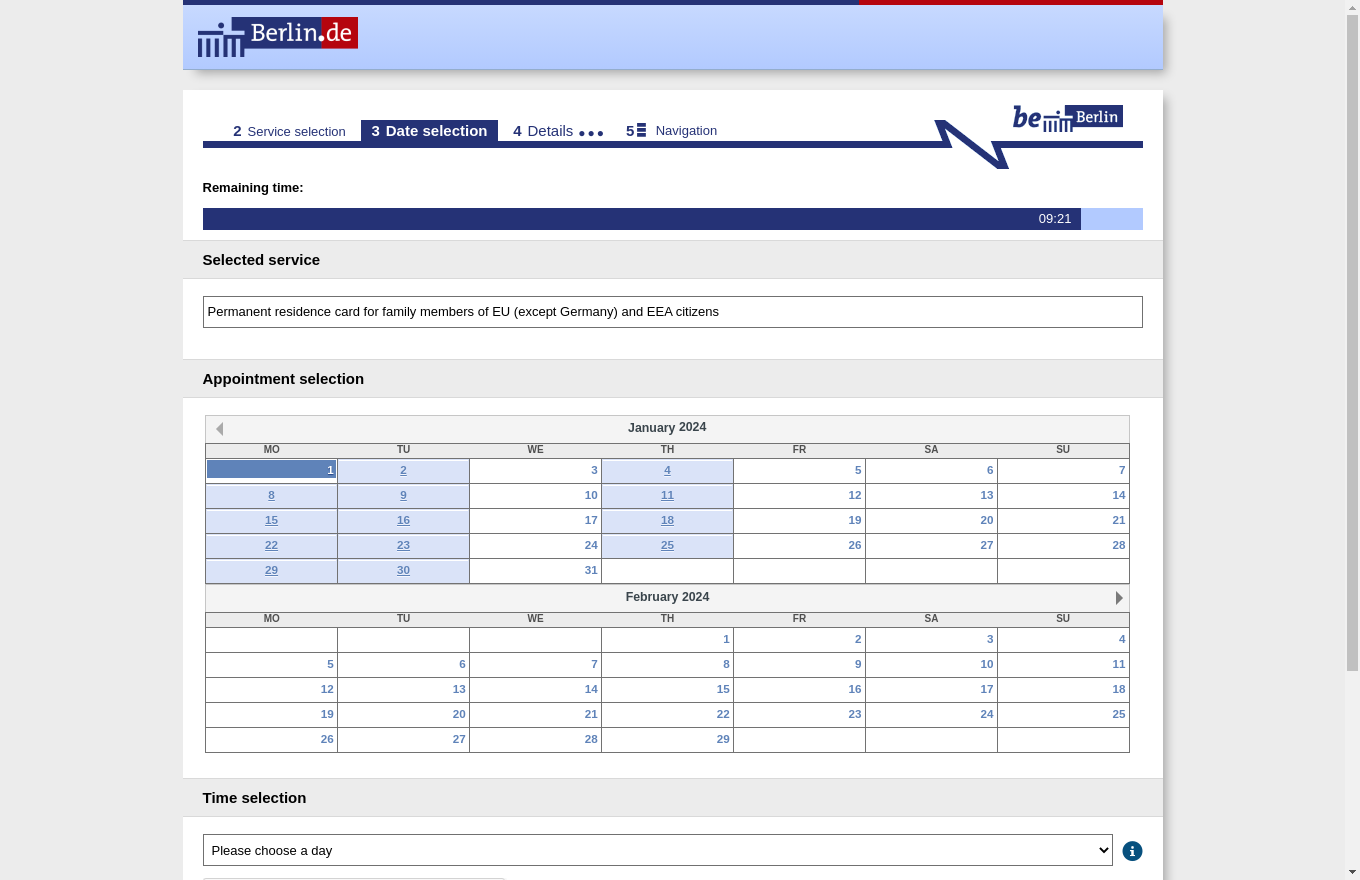 Berlin.de
be Berlin
2 Service selection 3 Date selection 4 Details 5 Navigation
Remaining time:
09:21
Selected service
Permanent residence card for family members of EU (except Germany) and EEA citizens
Appointment selection
January 2024
MO TU WE TH FR SA SU
1 2 3 4 5 6 7
8 9 10 11 12 13 14
15 16 17 18 19 20 21
22 23 24 25 26 27 28
29 30 31
February 2024
MO TU WE TH FR SA SU
1 2 3 4
5 6 7 8 9 10 11
12 13 14 15 16 17 18
19 20 21 22 23 24 25
26 27 28 29
Time selection
Please choose a day